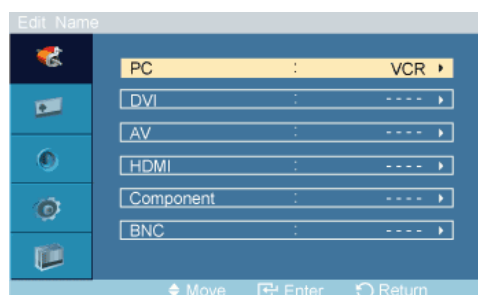 Edit Name
PC : VCR
DVI : ----
AV : ----
HDMI : ----
Component : ----
BNC : ----
Move Enter Return